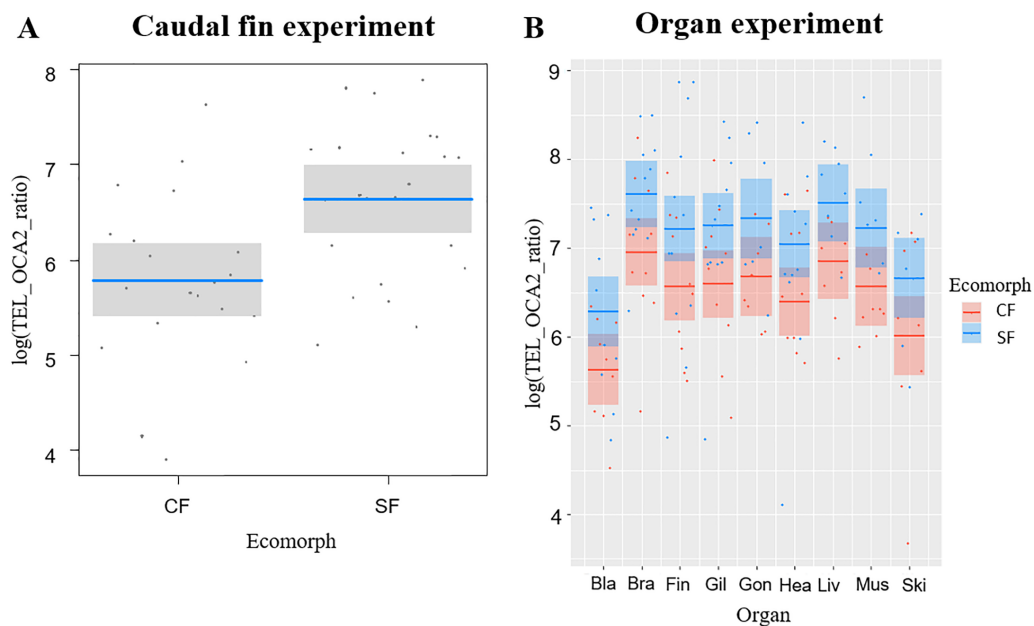 A
Caudal fin experiment
log(TEL_OCA2_ratio)
8
7
6
5
4
CF SF
Ecomorph
B
Organ experiment
log(TEL_OCA2_ratio)
9
8
7
6
5
4
Bla Bra Fin Gil Gon Hea Liv Mus Ski
Organ
Ecomorph
CF
SF